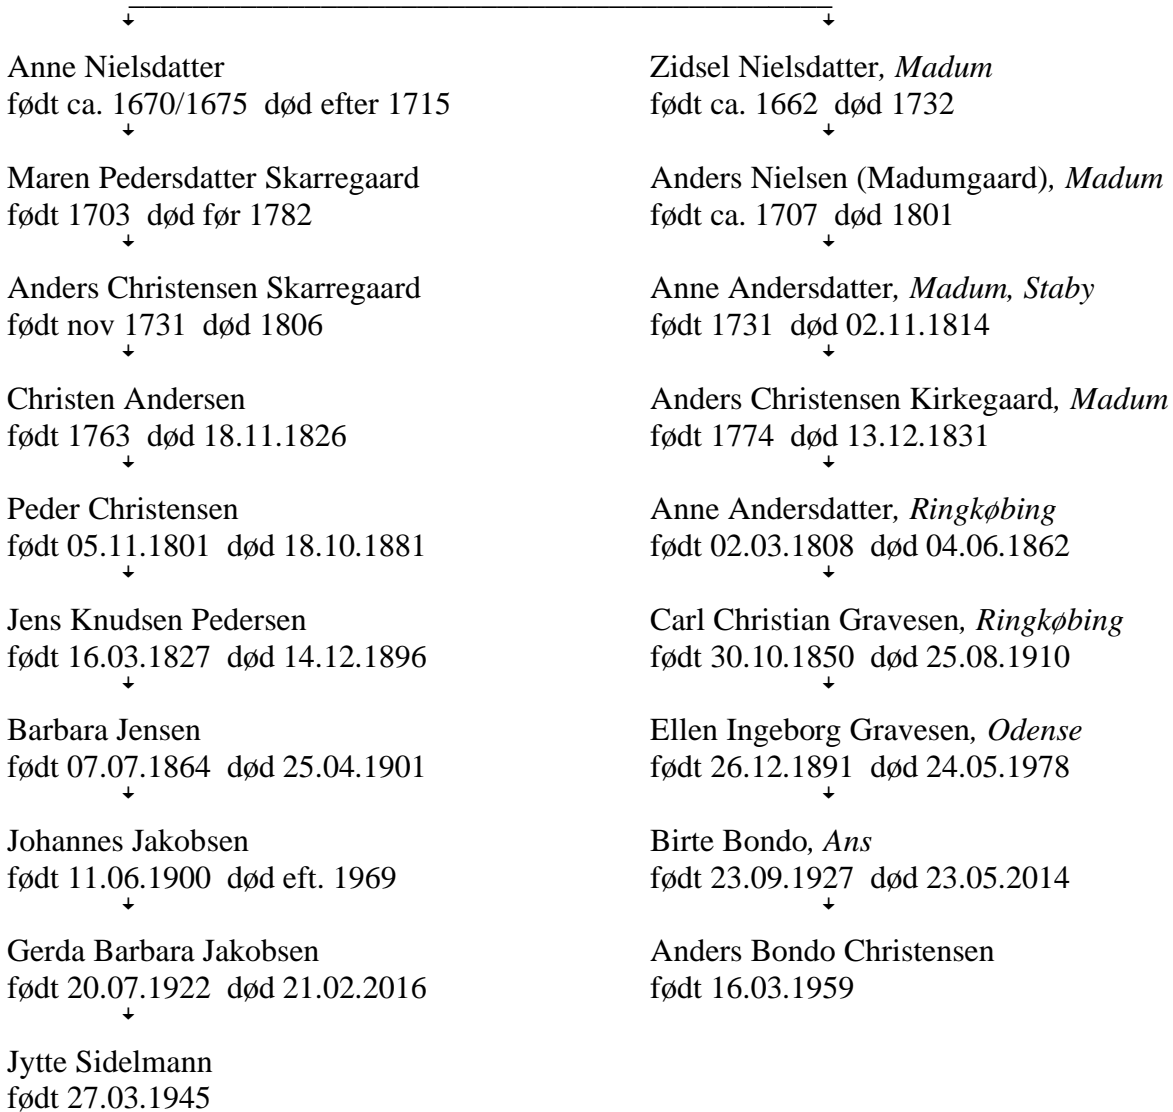 Anne Nielsdatter
født ca. 1670/1675  død efter 1715
Maren Pedersdatter Skarregaard
født 1703  død før 1782
Anders Christensen Skarregaard
født nov 1731  død 1806
Christen Andersen
født 1763  død 18.11.1826
Peder Christensen
født 05.11.1801  død 18.10.1881
Jens Knudsen Pedersen
født 16.03.1827  død 14.12.1896
Barbara Jensen
født 07.07.1864  død 25.04.1901
Johannes Jakobsen
født 11.06.1900  død eft. 1969
Gerda Barbara Jakobsen
født 20.07.1922  død 21.02.2016
Jytte Sidelmann
født 27.03.1945
Zidsel Nielsdatter, Madum
født ca. 1662  død 1732
Anders Nielsen (Madumgaard), Madum
født ca. 1707  død 1801
Anne Andersdatter, Madum, Staby
født 1731  død 02.11.1814
Anders Christensen Kirkegaard, Madum
født 1774  død 13.12.1831
Anne Andersdatter, Ringkøbing
født 02.03.1808  død 04.06.1862
Carl Christian Gravesen, Ringkøbing
født 30.10.1850  død 25.08.1910
Ellen Ingeborg Gravesen, Odense
født 26.12.1891  død 24.05.1978
Birte Bondo, Ans
født 23.09.1927  død 23.05.2014
Anders Bondo Christensen
født 16.03.1959